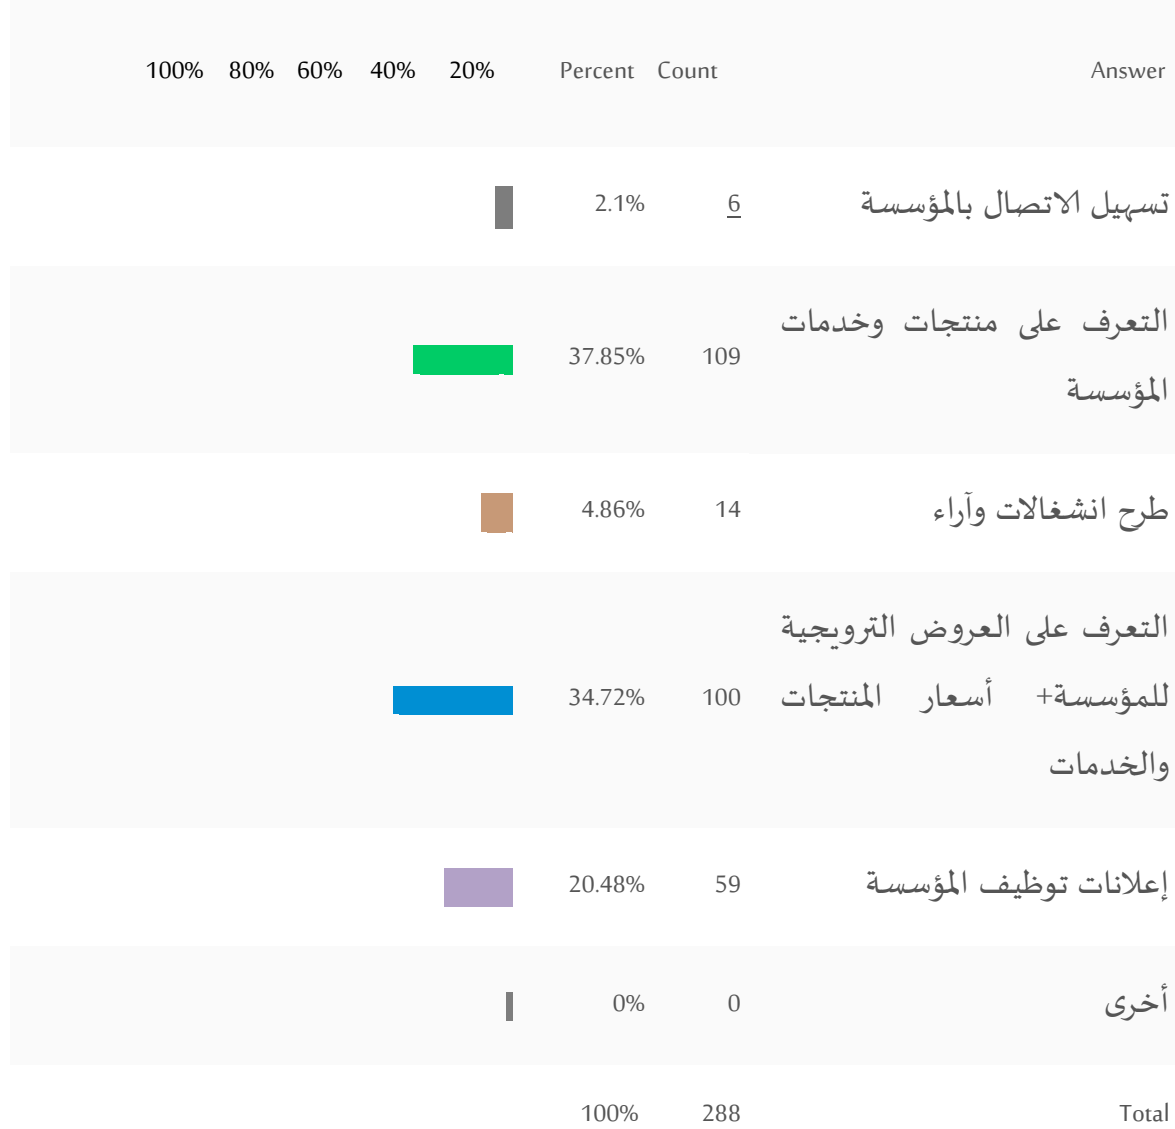 Answer Count Percent 20% 40% 60% 80% 100%
تسهيل الاتصال بالمؤسسة 6 2.1%
التعرف على منتجات وخدمات
المؤسسة
109 37.85%
طرح انشغالات وآراء 14 4.86%
التعرف على العروض الترويجية
للمؤسسة+ أسعار المنتجات
والخدمات
100 34.72%
إعلانات توظيف المؤسسة 59 20.48%
أخرى 0 0%
Total 288 100%